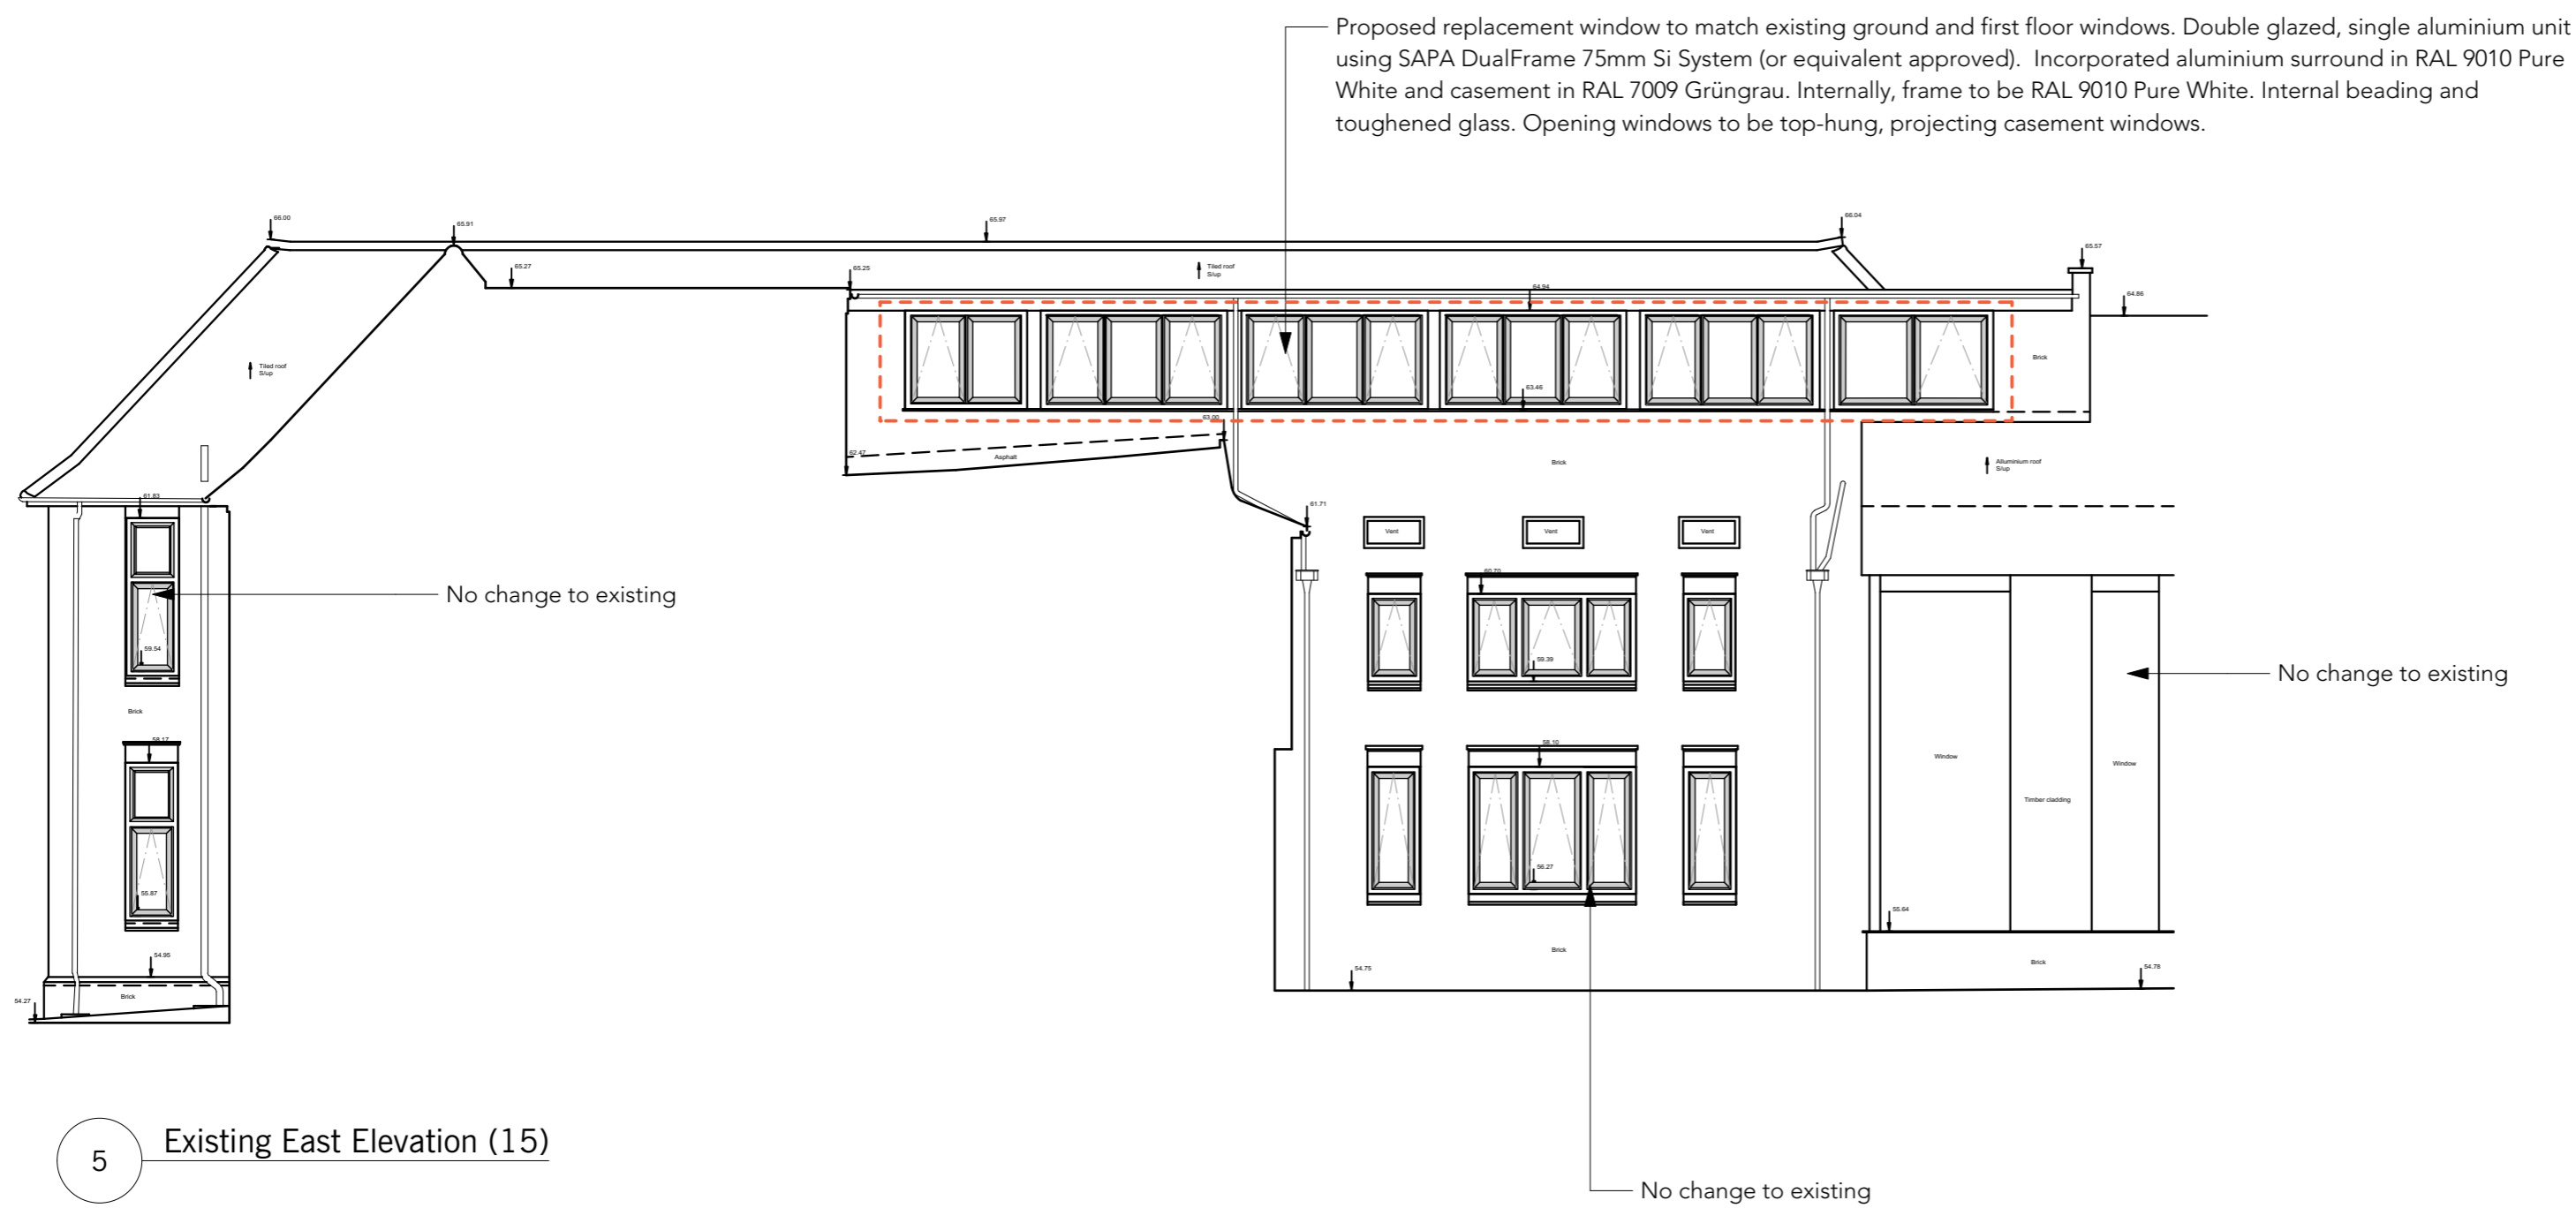 Proposed replacement window to match existing ground and first floor windows. Double glazed, single aluminium unit
using SAPA DualFrame 75mm Si System (or equivalent approved).  Incorporated aluminium surround in RAL 9010 Pure
White and casement in RAL 7009 Grüngrau. Internally, frame to be RAL 9010 Pure White. Internal beading and
toughened glass. Opening windows to be top-hung, projecting casement windows.
66.00
65.91
65.97
66.04
65.57
65.27
65.25
Tiled roof
S/up
64.94
64.86
Tiled roof
S/up
Brick
63.46
63.00
62.47
Asphalt
Brick
Alluminium roof
S/up
61.83
61.71
Vent
Vent
Vent
No change to existing
60.70
59.54
59.39
No change to existing
Brick
58.17
58.10
Window
Window
Timber cladding
55.87
56.27
55.64
54.95
Brick
54.27
Brick
54.75
Brick
54.78
5
Existing East Elevation (15)
No change to existing